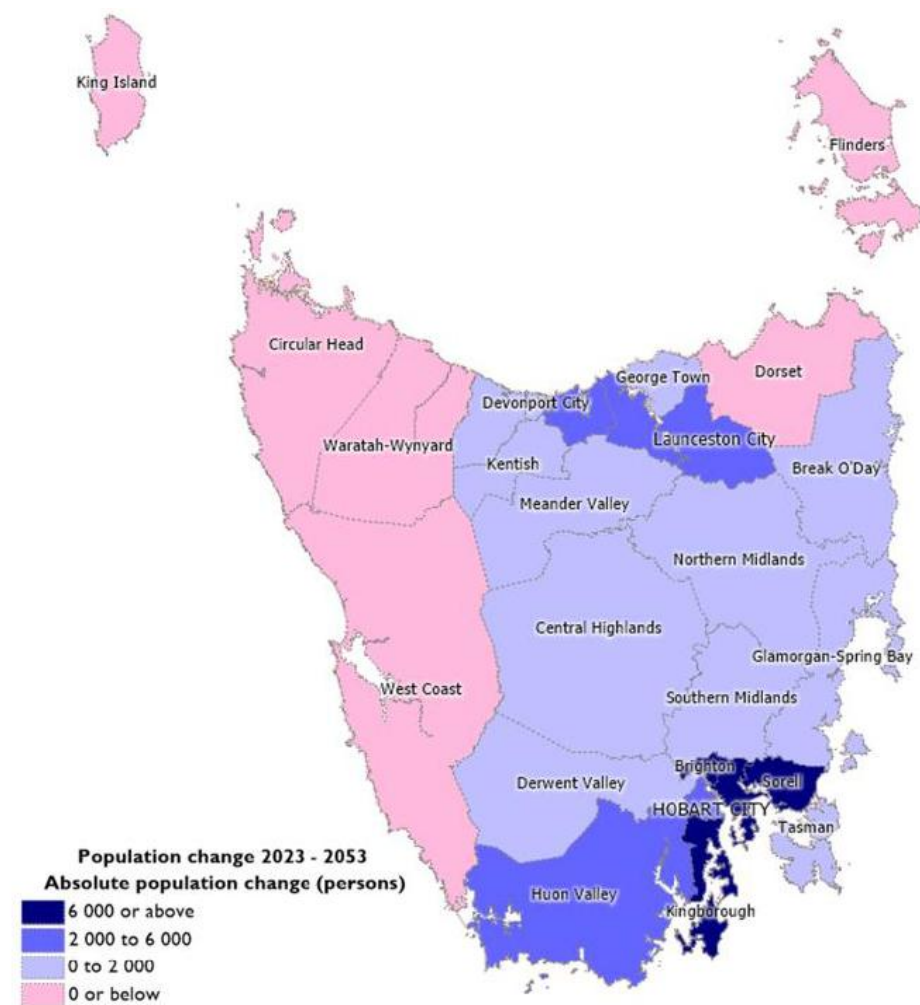 King Island
Flinders
Circular Head
George Town
Dorset
Devonport City
Launceston City
Waratah-Wynyard
Kentish
Break O'Day
Meander Valley
Northern Midlands
Central Highlands
Glamorgan-Spring Bay
West Coast
Southern Midlands
Brighton
Sorell
Derwent Valley
HOBART CITY
Tasman
Population change 2023 - 2053
Absolute population change (persons)
Huon Valley
Kingborough
6 000 or above
2 000 to 6 000
0 to 2 000
0 or below